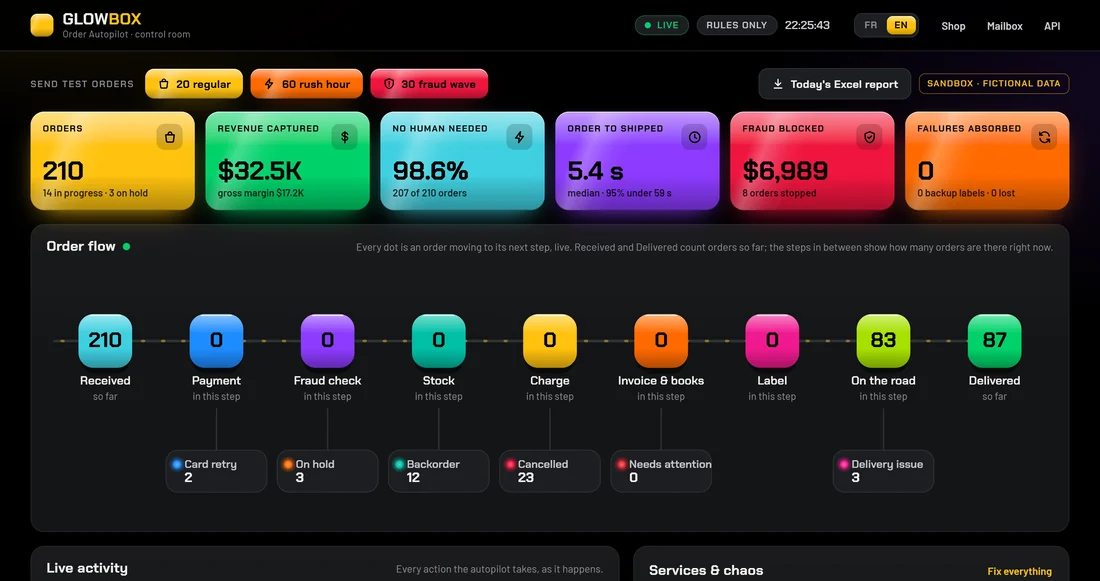 GLOWBOX
Order Autopilot · control room
LIVE
RULES ONLY
22:25:43
FR
EN
Shop
Mailbox
API
SEND TEST ORDERS
20 regular
60 rush hour
30 fraud wave
Today's Excel report
SANDBOX · FICTIONAL DATA
ORDERS
210
14 in progress · 3 on hold
REVENUE CAPTURED
$32.5K
gross margin $17.2K
NO HUMAN NEEDED
98.6%
207 of 210 orders
ORDER TO SHIPPED
5.4 s
median · 95% under 59 s
FRAUD BLOCKED
$6,989
8 orders stopped
FAILURES ABSORBED
0
0 backup labels · 0 lost
Order flow
Every dot is an order moving to its next step, live. Received and Delivered count orders so far; the steps in between show how many orders are there right now.
210
Received
so far
0
Payment
in this step
0
Fraud check
in this step
0
Stock
in this step
0
Charge
in this step
0
Invoice & books
in this step
0
Label
in this step
83
On the road
in this step
87
Delivered
so far
Card retry
2
On hold
3
Backorder
12
Cancelled
23
Needs attention
0
Delivery issue
3
Live activity
Every action the autopilot takes, as it happens.
Services & chaos
Fix everything